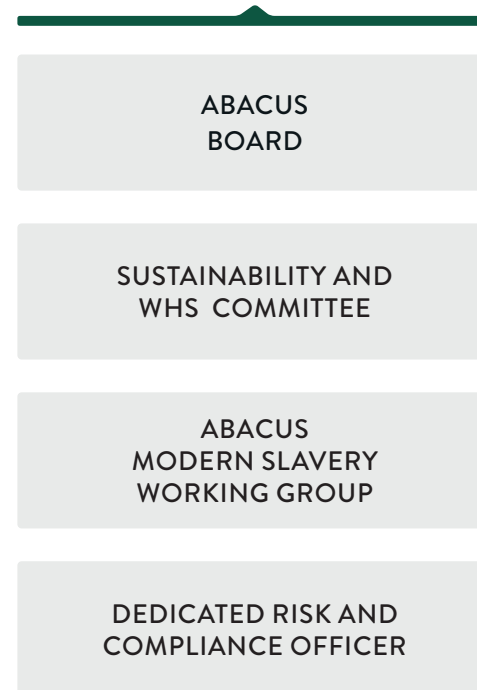 ABACUS
BOARD
SUSTAINABILITY AND
WHS COMMITTEE
ABACUS
MODERN SLAVERY
WORKING GROUP
DEDICATED RISK AND
COMPLIANCE OFFICER